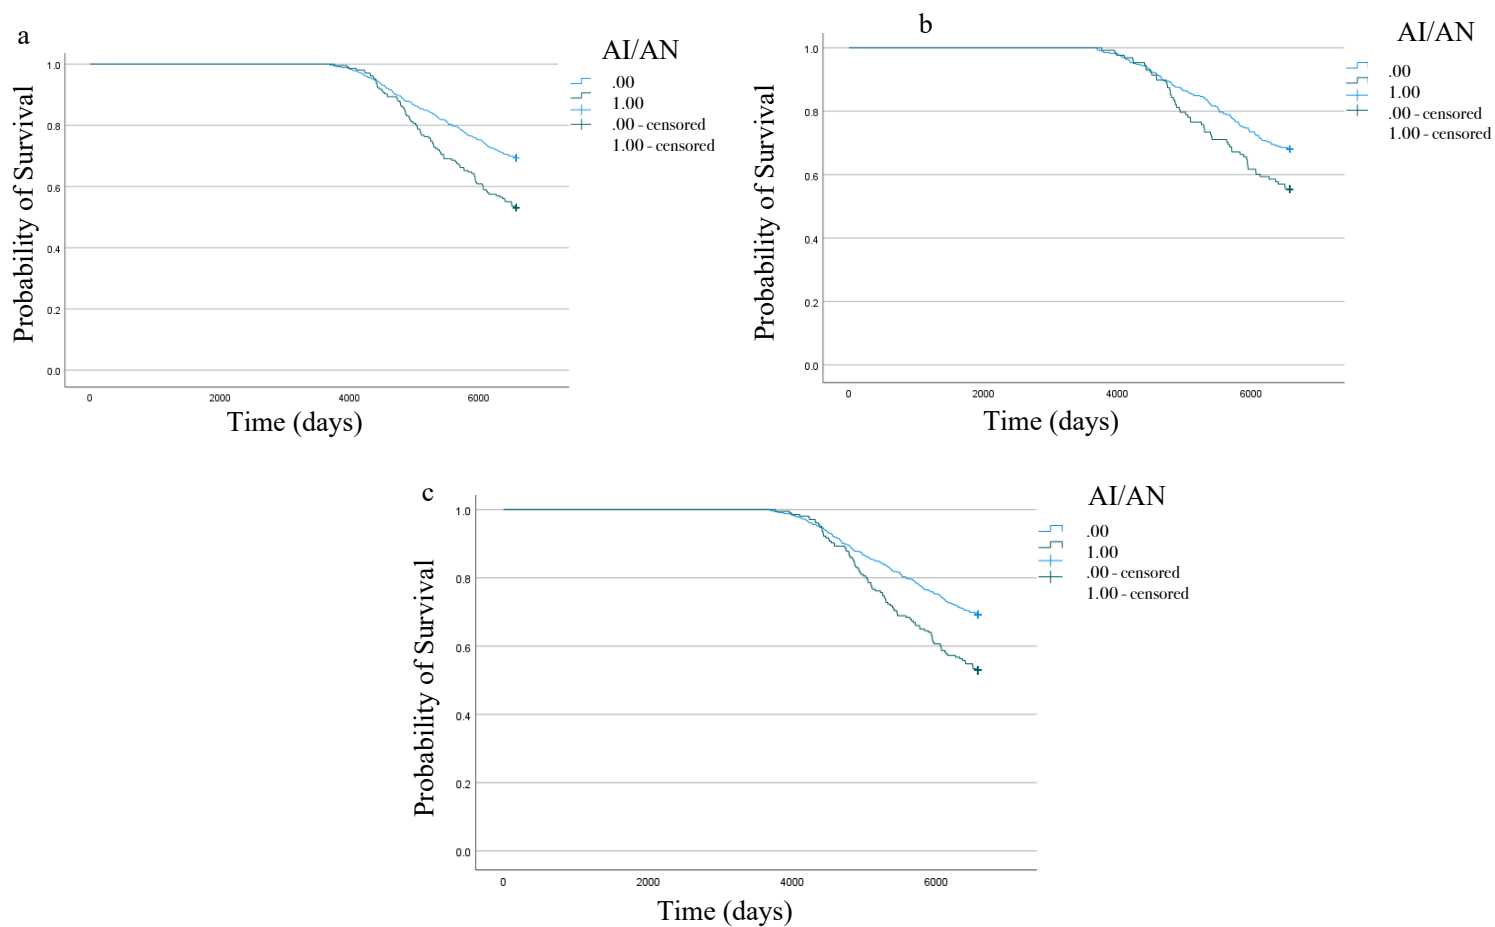 a
AI/AN
.00
1.00
.00 - censored
1.00 - censored
Probability of Survival
1.0
0.8
0.6
0.4
0.2
0.0
0 2000 4000 6000
Time (days)
b
AI/AN
.00
1.00
.00 - censored
1.00 - censored
Probability of Survival
1.0
0.8
0.6
0.4
0.2
0.0
0 2000 4000 6000
Time (days)
c
AI/AN
.00
1.00
.00 - censored
1.00 - censored
Probability of Survival
1.0
0.8
0.6
0.4
0.2
0.0
0 2000 4000 6000
Time (days)